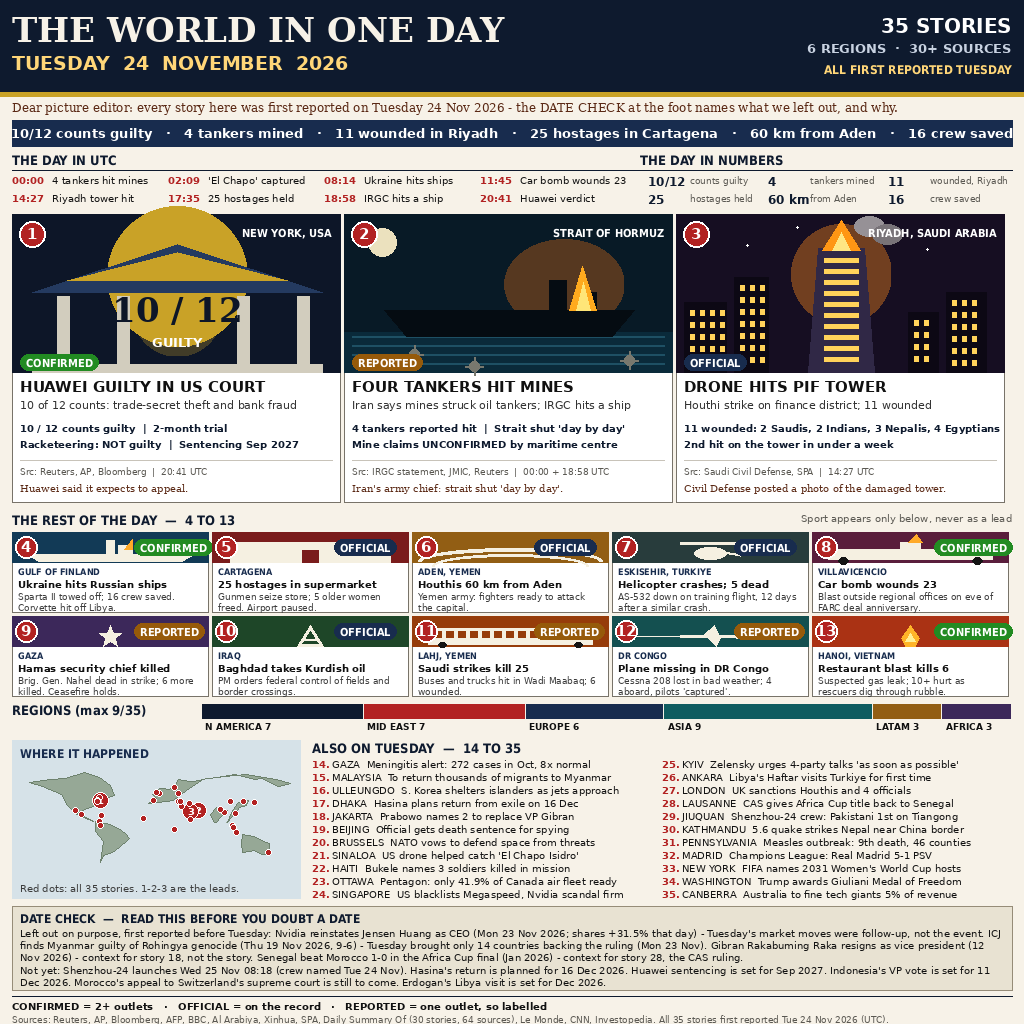 THE WORLD IN ONE DAY
TUESDAY 24 NOVEMBER 2026
35 STORIES
6 REGIONS · 30+ SOURCES
ALL FIRST REPORTED TUESDAY
Dear picture editor: every story here was first reported on Tuesday 24 Nov 2026 - the DATE CHECK at the foot names what we left out, and why.
10/12 counts guilty · 4 tankers mined · 11 wounded in Riyadh · 25 hostages in Cartagena · 60 km from Aden · 16 crew saved
THE DAY IN UTC
00:00 4 tankers hit mines 02:09 'El Chapo' captured 08:14 Ukraine hits ships 11:45 Car bomb wounds 23
14:27 Riyadh tower hit 17:35 25 hostages held 18:58 IRGC hits a ship 20:41 Huawei verdict
THE DAY IN NUMBERS
10/12 counts guilty 4 tankers mined 11 wounded, Riyadh
25 hostages held 60 km from Aden 16 crew saved
1
NEW YORK, USA
10 / 12
GUILTY
CONFIRMED
HUAWEI GUILTY IN US COURT
10 of 12 counts: trade-secret theft and bank fraud
10 / 12 counts guilty | 2-month trial
Racketeering: NOT guilty | Sentencing Sep 2027
Src: Reuters, AP, Bloomberg | 20:41 UTC
Huawei said it expects to appeal.
2
STRAIT OF HORMUZ
REPORTED
FOUR TANKERS HIT MINES
Iran says mines struck oil tankers; IRGC hits a ship
4 tankers reported hit | Strait shut 'day by day'
Mine claims UNCONFIRMED by maritime centre
Src: IRGC statement, JMIC, Reuters | 00:00 + 18:58 UTC
Iran's army chief: strait shut 'day by day'.
3
RIYADH, SAUDI ARABIA
OFFICIAL
DRONE HITS PIF TOWER
Houthi strike on finance district; 11 wounded
11 wounded: 2 Saudis, 2 Indians, 3 Nepalis, 4 Egyptians
2nd hit on the tower in under a week
Src: Saudi Civil Defense, SPA | 14:27 UTC
Civil Defense posted a photo of the damaged tower.
THE REST OF THE DAY — 4 TO 13
Sport appears only below, never as a lead
4
CONFIRMED
GULF OF FINLAND
Ukraine hits Russian ships
Sparta II towed off; 16 crew saved.
Corvette hit off Libya.
5
OFFICIAL
CARTAGENA
25 hostages in supermarket
Gunmen seize store; 5 older women
freed. Airport paused.
6
OFFICIAL
ADEN, YEMEN
Houthis 60 km from Aden
Yemen army: fighters ready to attack
the capital.
7
OFFICIAL
ESKISEHIR, TURKIYE
Helicopter crashes; 5 dead
AS-532 down on training flight, 12 days
after a similar crash.
8
CONFIRMED
VILLAVICENCIO
Car bomb wounds 23
Blast outside regional offices on eve of
FARC deal anniversary.
9
REPORTED
GAZA
Hamas security chief killed
Brig. Gen. Nahel dead in strike; 6 more
killed. Ceasefire holds.
10
OFFICIAL
IRAQ
Baghdad takes Kurdish oil
PM orders federal control of fields and
border crossings.
11
REPORTED
LAHJ, YEMEN
Saudi strikes kill 25
Buses and trucks hit in Wadi Maabaq; 6
wounded.
12
REPORTED
DR CONGO
Plane missing in DR Congo
Cessna 208 lost in bad weather; 4
aboard, pilots 'captured'.
13
CONFIRMED
HANOI, VIETNAM
Restaurant blast kills 6
Suspected gas leak; 10+ hurt as
rescuers dig through rubble.
REGIONS (max 9/35)
N AMERICA 7 MID EAST 7 EUROPE 6 ASIA 9 LATAM 3 AFRICA 3
WHERE IT HAPPENED
3 2
Red dots: all 35 stories. 1-2-3 are the leads.
ALSO ON TUESDAY — 14 TO 35
14. GAZA Meningitis alert: 272 cases in Oct, 8x normal
15. MALAYSIA To return thousands of migrants to Myanmar
16. ULLEUNGDO S. Korea shelters islanders as jets approach
17. DHAKA Hasina plans return from exile on 16 Dec
18. JAKARTA Prabowo names 2 to replace VP Gibran
19. BEIJING Official gets death sentence for spying
20. BRUSSELS NATO vows to defend space from threats
21. SINALOA US drone helped catch 'El Chapo Isidro'
22. HAITI Bukele names 3 soldiers killed in mission
23. OTTAWA Pentagon: only 41.9% of Canada air fleet ready
24. SINGAPORE US blacklists Megaspeed, Nvidia scandal firm
25. KYIV Zelensky urges 4-party talks 'as soon as possible'
26. ANKARA Libya's Haftar visits Turkiye for first time
27. LONDON UK sanctions Houthis and 4 officials
28. LAUSANNE CAS gives Africa Cup title back to Senegal
29. JIUQUAN Shenzhou-24 crew: Pakistani 1st on Tiangong
30. KATHMANDU 5.6 quake strikes Nepal near China border
31. PENNSYLVANIA Measles outbreak: 9th death, 46 counties
32. MADRID Champions League: Real Madrid 5-1 PSV
33. NEW YORK FIFA names 2031 Women's World Cup hosts
34. WASHINGTON Trump awards Giuliani Medal of Freedom
35. CANBERRA Australia to fine tech giants 5% of revenue
DATE CHECK — READ THIS BEFORE YOU DOUBT A DATE
Left out on purpose, first reported before Tuesday: Nvidia reinstates Jensen Huang as CEO (Mon 23 Nov 2026; shares +31.5% that day) - Tuesday's market moves were follow-up, not the event. ICJ
finds Myanmar guilty of Rohingya genocide (Thu 19 Nov 2026, 9-6) - Tuesday brought only 14 countries backing the ruling (Mon 23 Nov). Gibran Rakabuming Raka resigns as vice president (12
Nov 2026) - context for story 18, not the story. Senegal beat Morocco 1-0 in the Africa Cup final (Jan 2026) - context for story 28, the CAS ruling.
Not yet: Shenzhou-24 launches Wed 25 Nov 08:18 (crew named Tue 24 Nov). Hasina's return is planned for 16 Dec 2026. Huawei sentencing is set for Sep 2027. Indonesia's VP vote is set for 11
Dec 2026. Morocco's appeal to Switzerland's supreme court is still to come. Erdogan's Libya visit is set for Dec 2026.
CONFIRMED = 2+ outlets · OFFICIAL = on the record · REPORTED = one outlet, so labelled
Sources: Reuters, AP, Bloomberg, AFP, BBC, Al Arabiya, Xinhua, SPA, Daily Summary Of (30 stories, 64 sources), Le Monde, CNN, Investopedia. All 35 stories first reported Tue 24 Nov 2026 (UTC).